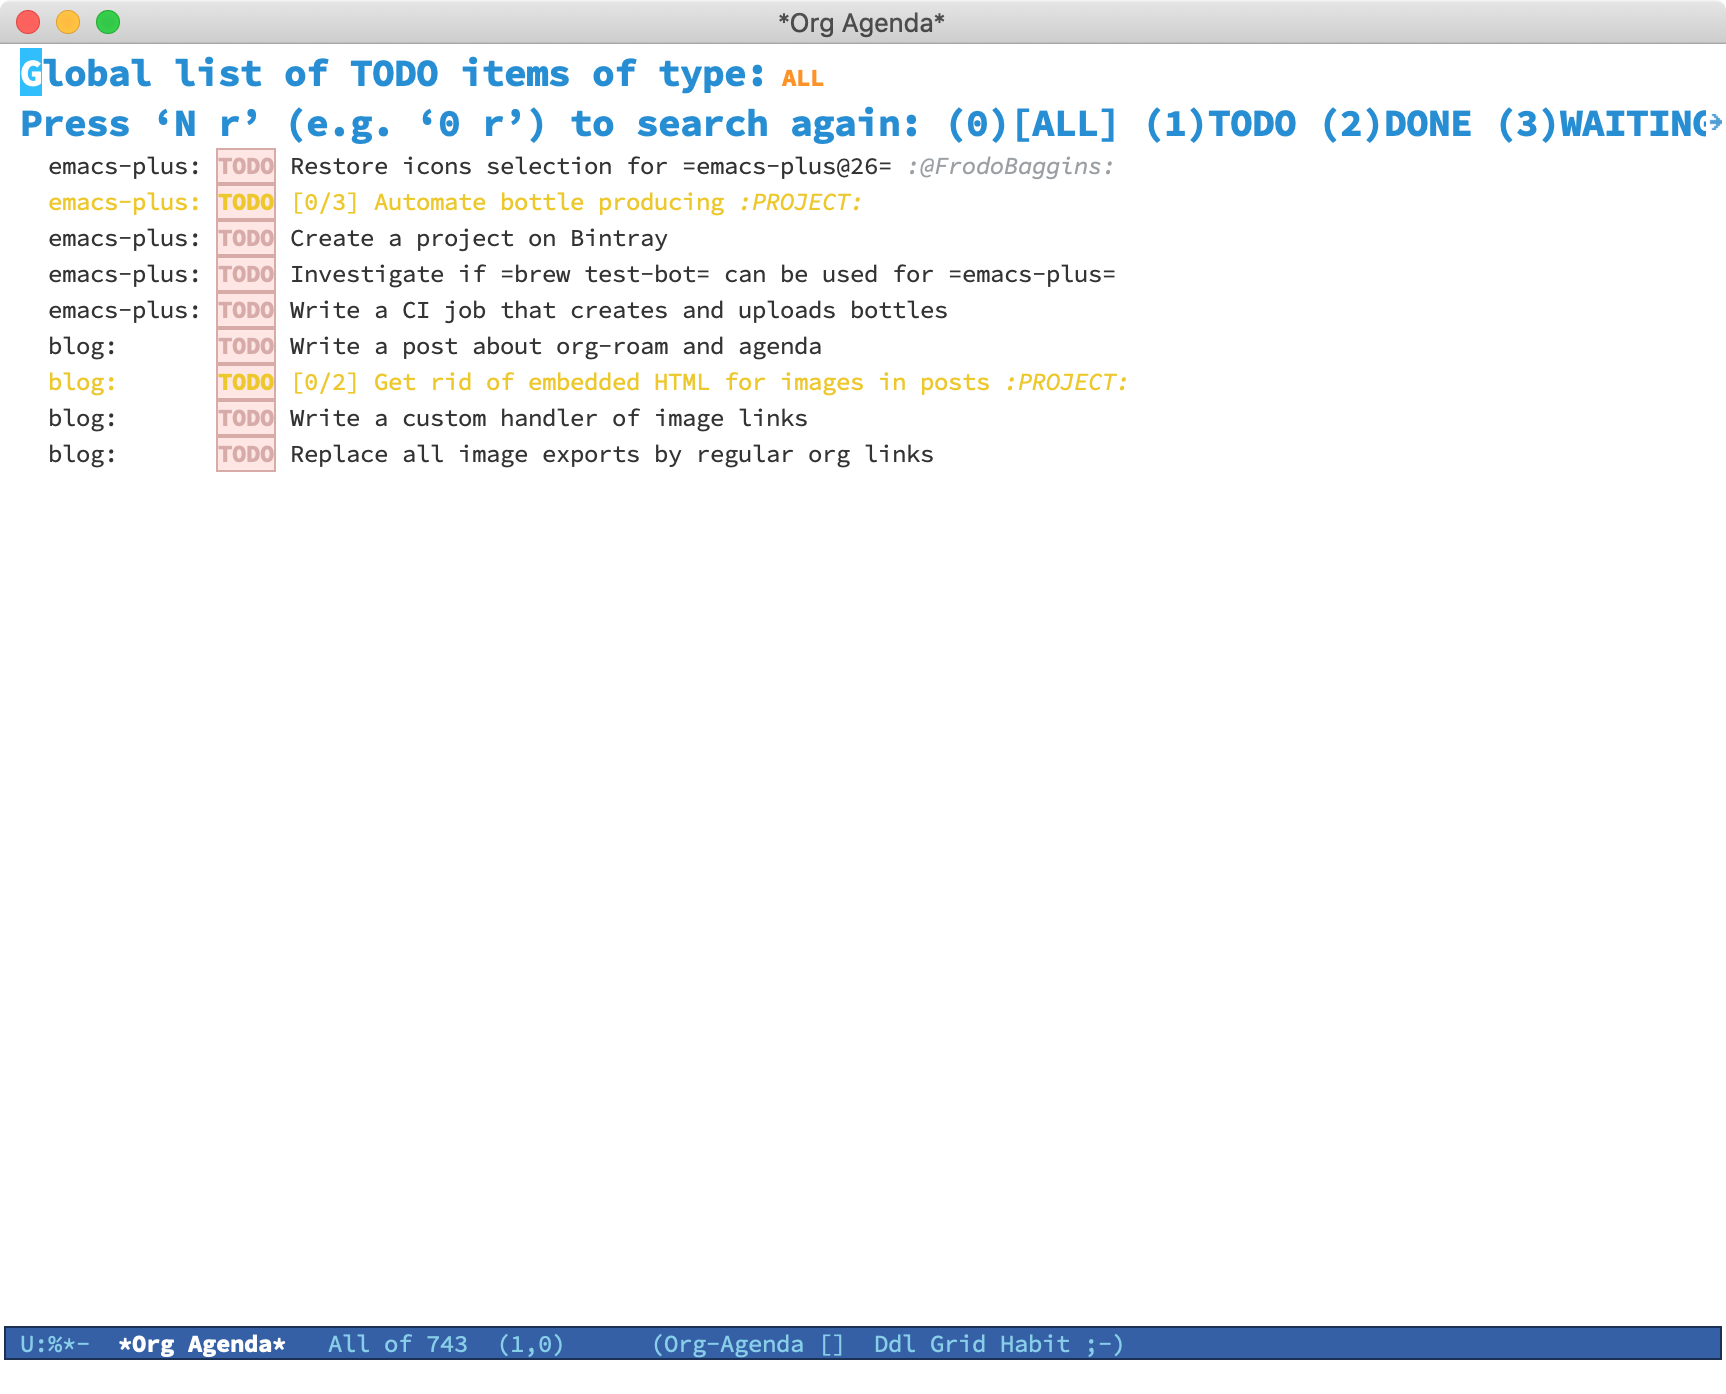 *Org Agenda*
Global list of TODO items of type: ALL
Press ‘N r’ (e.g. ‘0 r’) to search again: (0)[ALL] (1)TODO (2)DONE (3)WAITING
emacs-plus: TODO Restore icons selection for =emacs-plus@26= :@FrodoBaggins:
emacs-plus: TODO [0/3] Automate bottle producing :PROJECT:
emacs-plus: TODO Create a project on Bintray
emacs-plus: TODO Investigate if =brew test-bot= can be used for =emacs-plus=
emacs-plus: TODO Write a CI job that creates and uploads bottles
blog: TODO Write a post about org-roam and agenda
blog: TODO [0/2] Get rid of embedded HTML for images in posts :PROJECT:
blog: TODO Write a custom handler of image links
blog: TODO Replace all image exports by regular org links
U:%*- *Org Agenda* All of 743 (1,0) (Org-Agenda [] Ddl Grid Habit ;-)